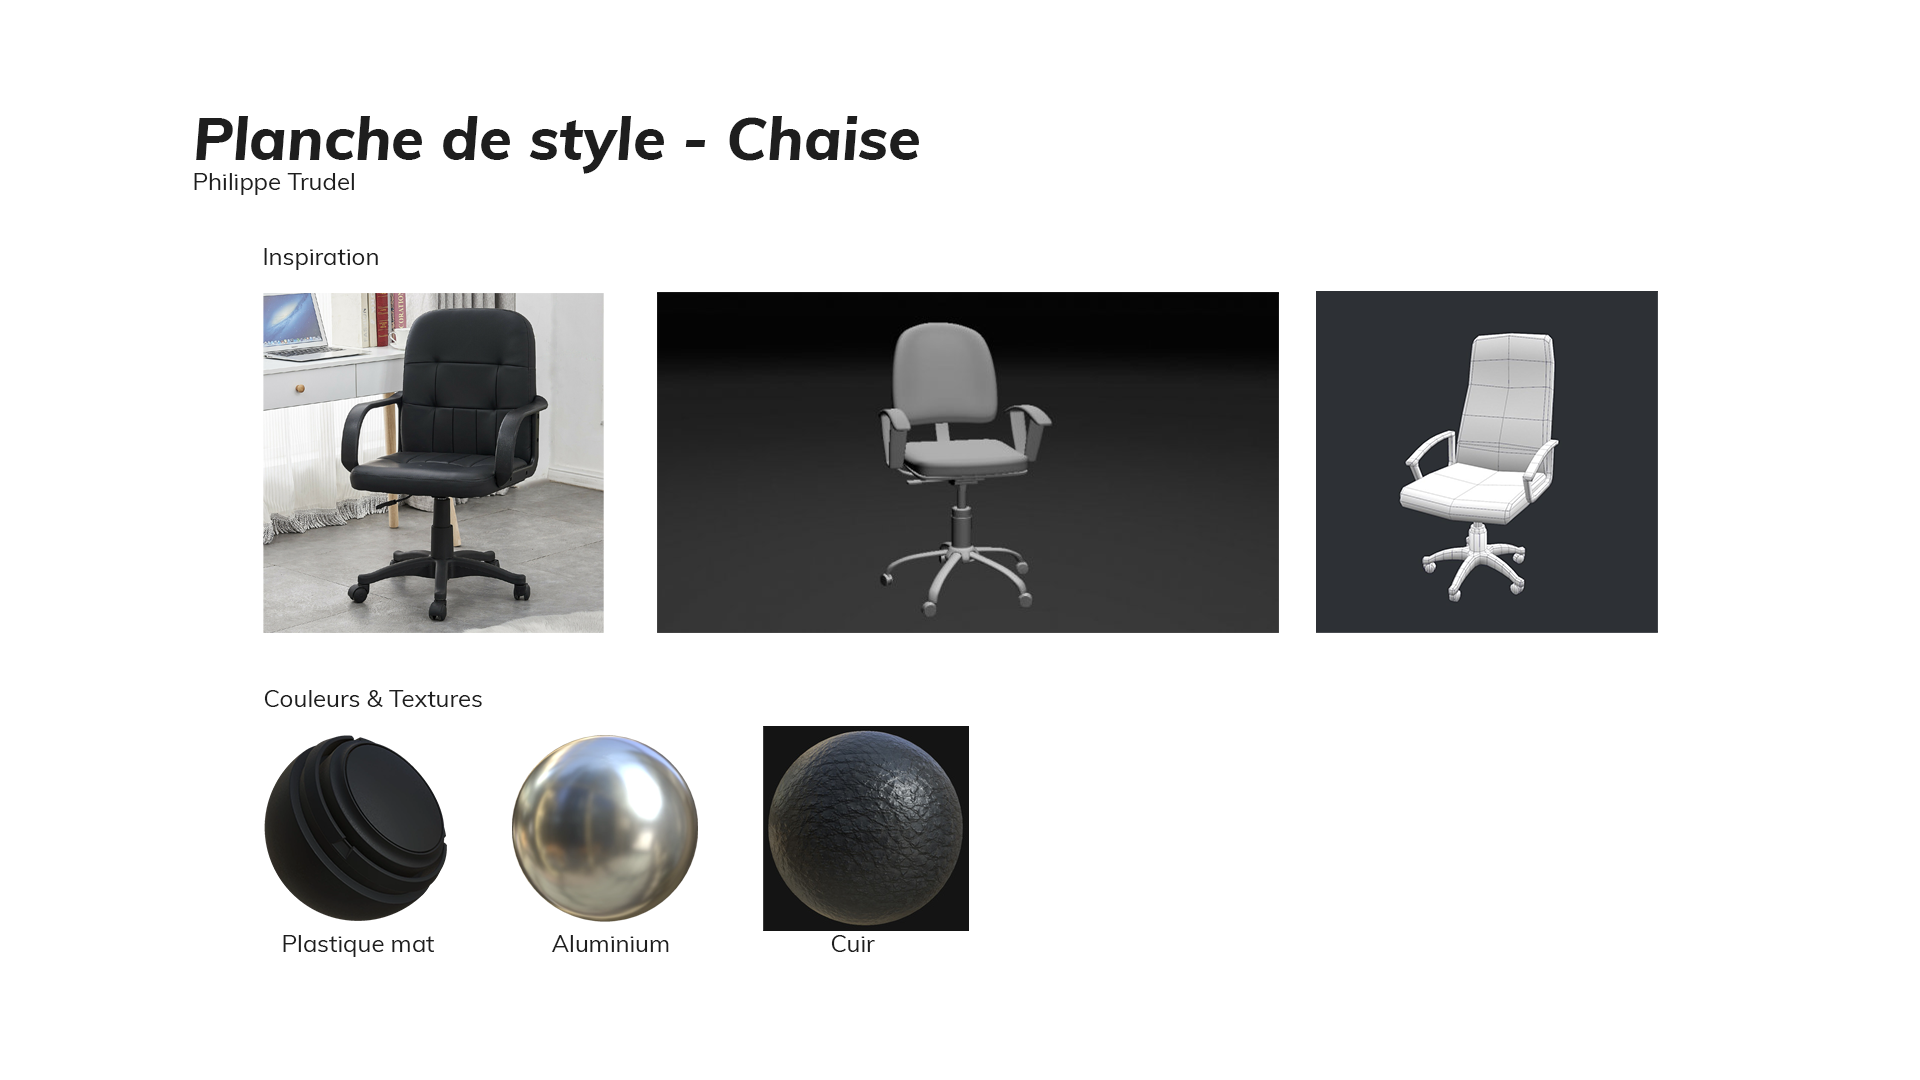 Planche de style - Chaise
Philippe Trudel
Inspiration
Couleurs & Textures
Plastique mat
Aluminium
Cuir